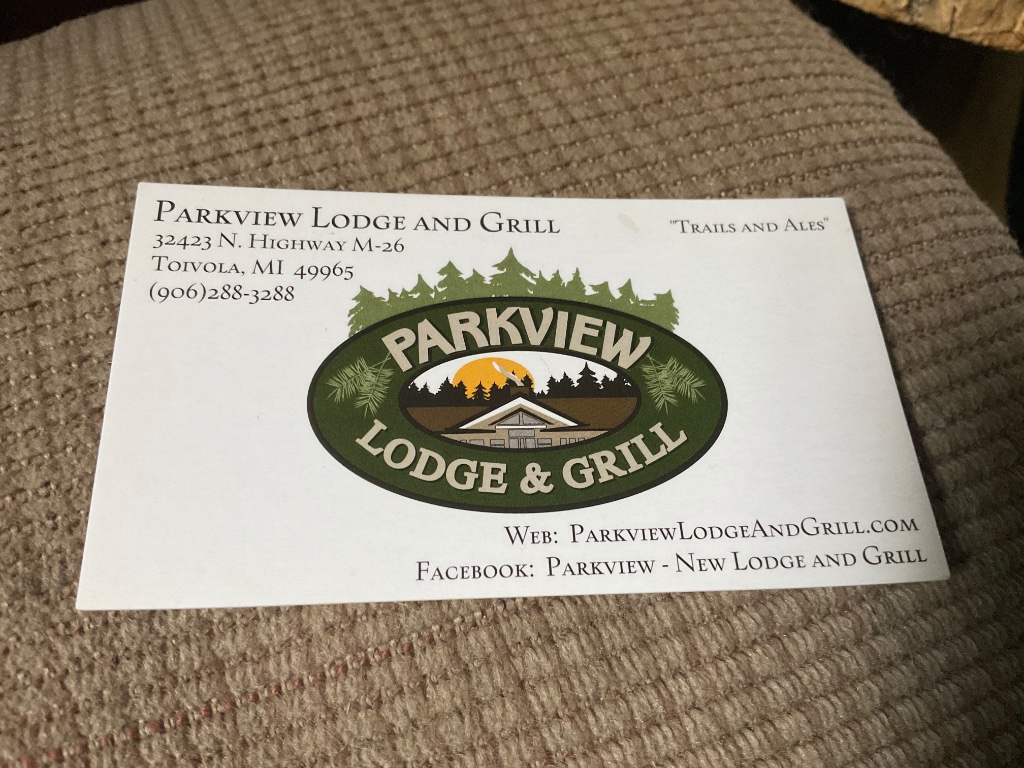 Parkview Lodge and Grill
"Trails and Ales"
32423 N. Highway M-26
Toivola, MI 49965
(906)288-3288
PARKVIEW
LODGE & GRILL
Web: ParkviewLodgeAndGrill.com
Facebook: Parkview - New Lodge and Grill